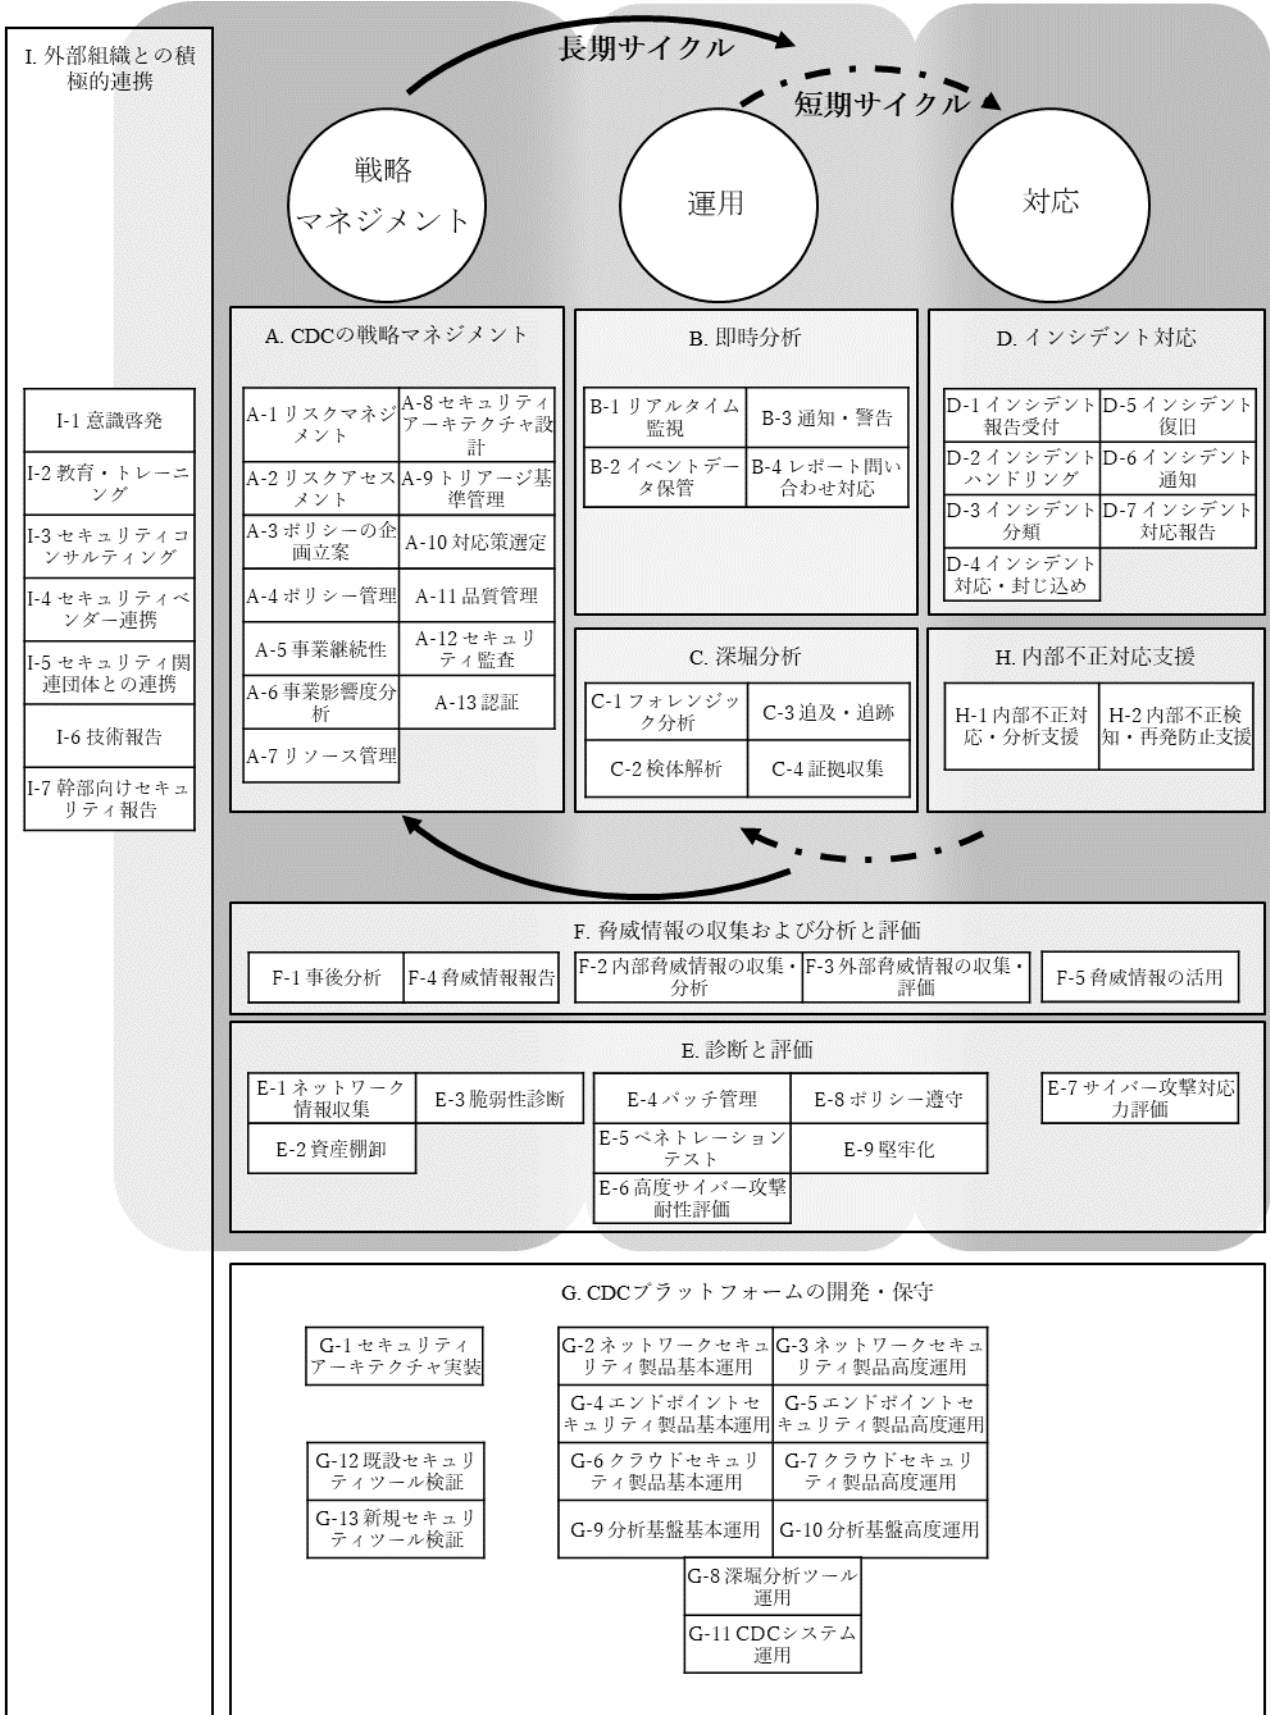 I. 外部組織との積
極的連携
I-1 意識啓発
I-2 教育・トレーニ
ング
I-3 セキュリティコ
ンサルティング
I-4 セキュリティベ
ンダー連携
I-5 セキュリティ関
連団体との連携
I-6 技術報告
I-7 幹部向けセキュ
リティ報告
長期サイクル
短期サイクル
戦略
マネジメント
運用
対応
A. CDCの戦略マネジメント
A-1 リスクマネジ
メント
A-8 セキュリティ
アーキテクチャ設
計
A-2 リスクアセス
メント
A-9 トリアージ基
準管理
A-3 ポリシーの企
画立案
A-10 対応策選定
A-4 ポリシー管理
A-11 品質管理
A-5 事業継続性
A-12 セキュリ
ティ監査
A-6 事業影響度分
析
A-13 認証
A-7 リソース管理
B. 即時分析
B-1 リアルタイム
監視
B-3 通知・警告
B-2 イベントデー
タ保管
B-4 レポート問い
合わせ対応
C. 深堀分析
C-1 フォレンジッ
ク分析
C-3 追及・追跡
C-2 検体解析
C-4 証拠収集
D. インシデント対応
D-1 インシデント
報告受付
D-5 インシデント
復旧
D-2 インシデント
ハンドリング
D-6 インシデント
通知
D-3 インシデント
分類
D-7 インシデント
対応報告
D-4 インシデント
対応・封じ込め
H. 内部不正対応支援
H-1 内部不正対
応・分析支援
H-2 内部不正検
知・再発防止支援
F. 脅威情報の収集および分析と評価
F-1 事後分析
F-4 脅威情報報告
F-2 内部脅威情報の収集・
分析
F-3 外部脅威情報の収集・
評価
F-5 脅威情報の活用
E. 診断と評価
E-1 ネットワーク
情報収集
E-3 脆弱性診断
E-2 資産棚卸
E-4 パッチ管理
E-8 ポリシー遵守
E-5 ペネトレーション
テスト
E-9 堅牢化
E-6 高度サイバー攻撃
耐性評価
E-7 サイバー攻撃対応
力評価
G. CDCプラットフォームの開発・保守
G-1 セキュリティ
アーキテクチャ実装
G-12 既設セキュリ
ティツール検証
G-13 新規セキュリ
ティツール検証
G-2 ネットワークセキュ
リティ製品基本運用
G-3 ネットワークセキュ
リティ製品高度運用
G-4 エンドポイントセ
キュリティ製品基本運用
G-5 エンドポイントセ
キュリティ製品高度運用
G-6 クラウドセキュリ
ティ製品基本運用
G-7 クラウドセキュリ
ティ製品高度運用
G-9 分析基盤基本運用
G-10 分析基盤高度運用
G-8 深堀分析ツール
運用
G-11 CDCシステム
運用